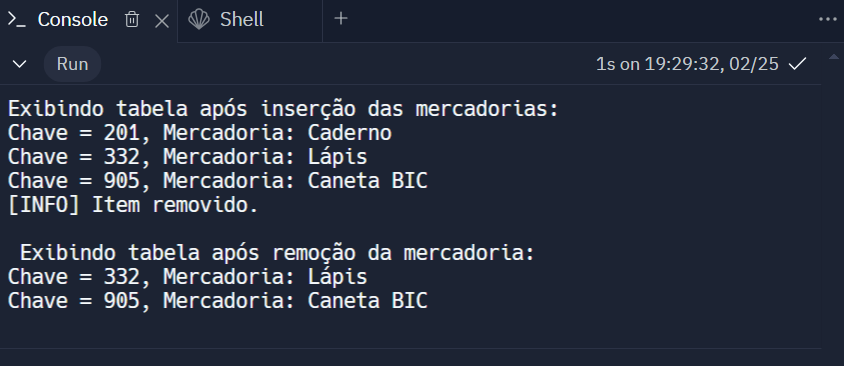 Console Shell
Run 1s on 19:29:32, 02/25
Exibindo tabela após inserção das mercadorias:
Chave = 201, Mercadoria: Caderno
Chave = 332, Mercadoria: Lápis
Chave = 905, Mercadoria: Caneta BIC
[INFO] Item removido.
Exibindo tabela após remoção da mercadoria:
Chave = 332, Mercadoria: Lápis
Chave = 905, Mercadoria: Caneta BIC